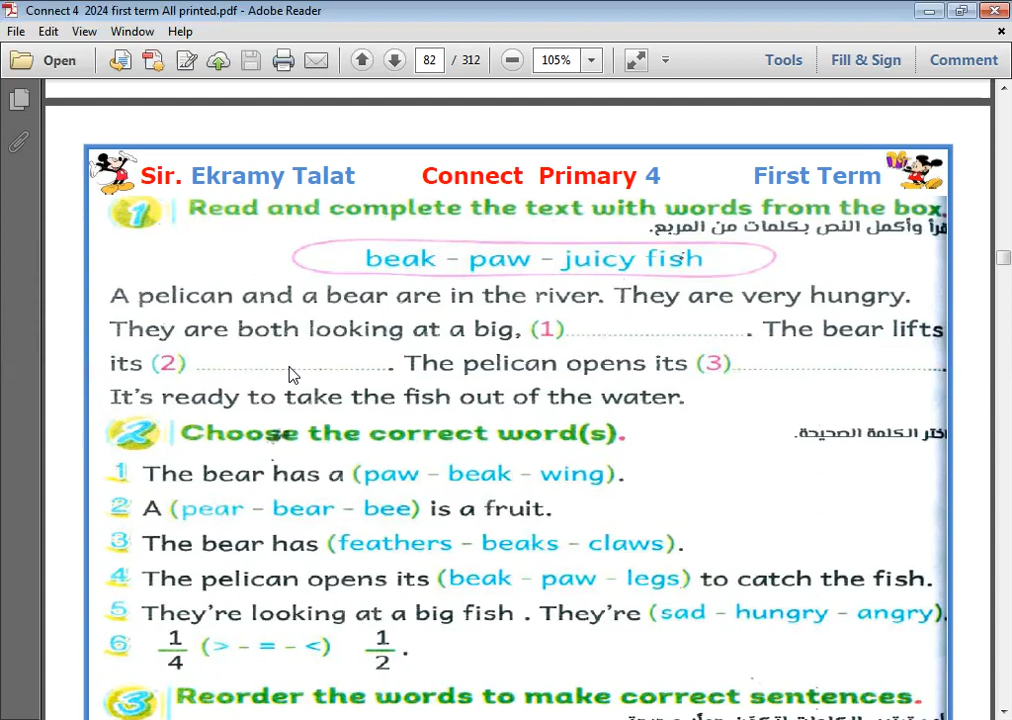 Connect 4  2024 first term All printed.pdf - Adobe Reader
File Edit View Window Help
Open 82 / 312 105% Tools Fill & Sign Comment
Sir. Ekramy Talat Connect Primary 4 First Term
1 Read and complete the text with words from the box.
اقرأ وأكمل النص بكلمات من المربع.
beak - paw - juicy fish
A pelican and a bear are in the river. They are very hungry.
They are both looking at a big, (1) .................... . The bear lifts
its (2) .................... . The pelican opens its (3) .................... .
It's ready to take the fish out of the water.
2 Choose the correct word(s). اختر الكلمة الصحيحة.
1 The bear has a (paw - beak - wing).
2 A (pear - bear - bee) is a fruit.
3 The bear has (feathers - beaks - claws).
4 The pelican opens its (beak - paw - legs) to catch the fish.
5 They're looking at a big fish . They're (sad - hungry - angry).
6 1/4 (> - = - <) 1/2 .
3 Reorder the words to make correct sentences.